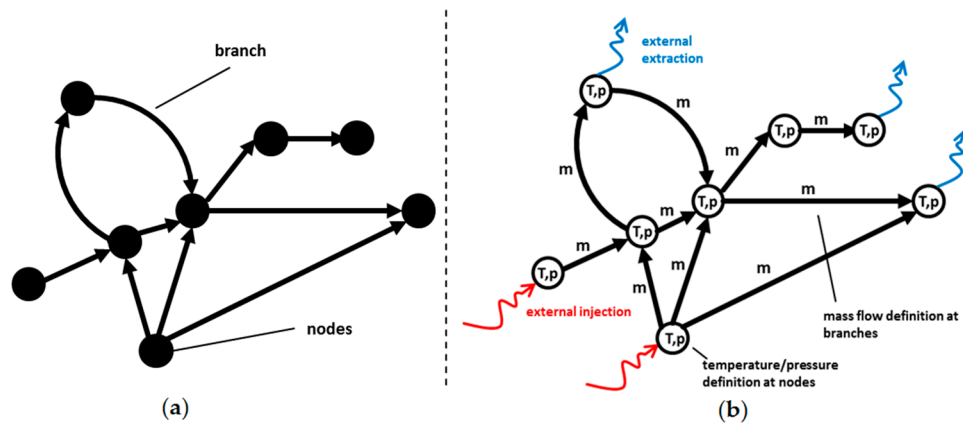 branch
nodes
(a)
external
extraction
T,p
m
m
T,p
m
T,p
m
m
T,p
m
T,p
m
T,p
m
T,p
m
m
m
T,p
external injection
mass flow definition at
branches
T,p
temperature/pressure
definition at nodes
(b)